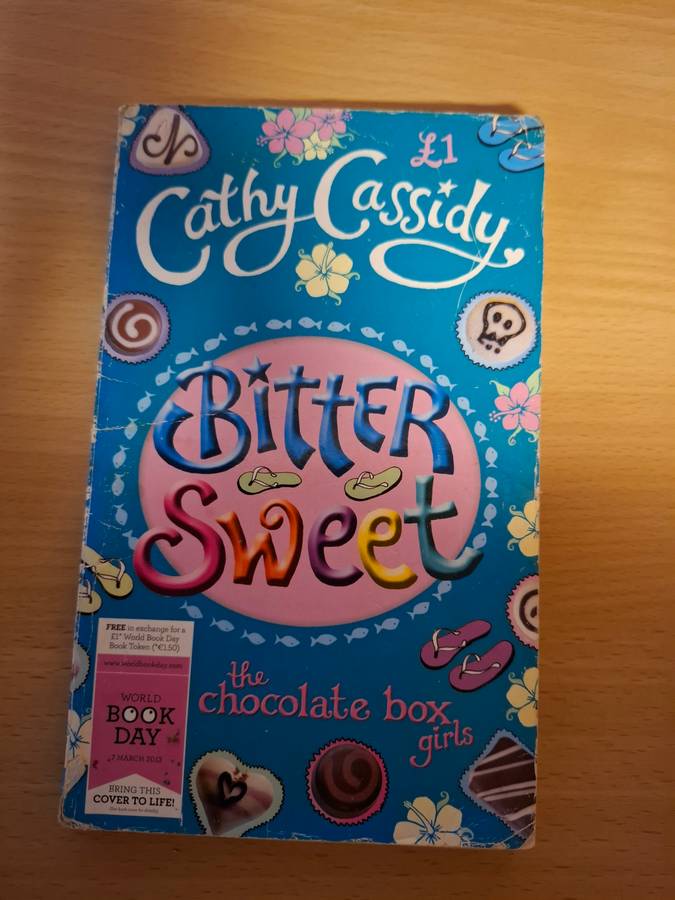 £1
Cathy Cassidy
BITTER
Sweet
the
chocolate box
girls
FREE in exchange for a
£1* World Book Day
Book Token (*€1.50)
www.worldbookday.com
WORLD
BOOK
DAY
7 MARCH 2013
BRING THIS
COVER TO LIFE!